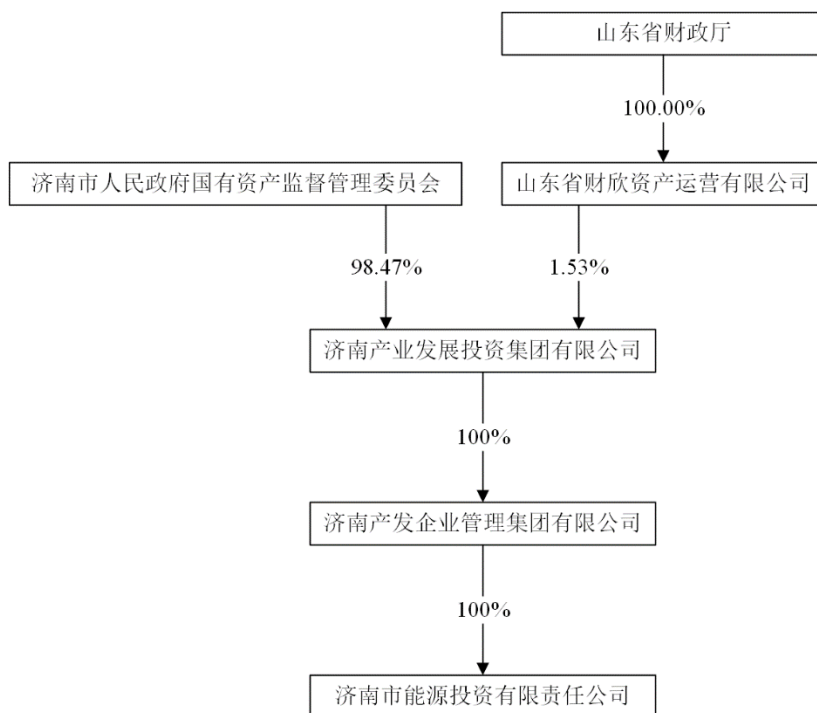 山东省财政厅
100.00%
济南市人民政府国有资产监督管理委员会
山东省财欣资产运营有限公司
98.47%
1.53%
济南产业发展投资集团有限公司
100%
济南产发企业管理集团有限公司
100%
济南市能源投资有限责任公司